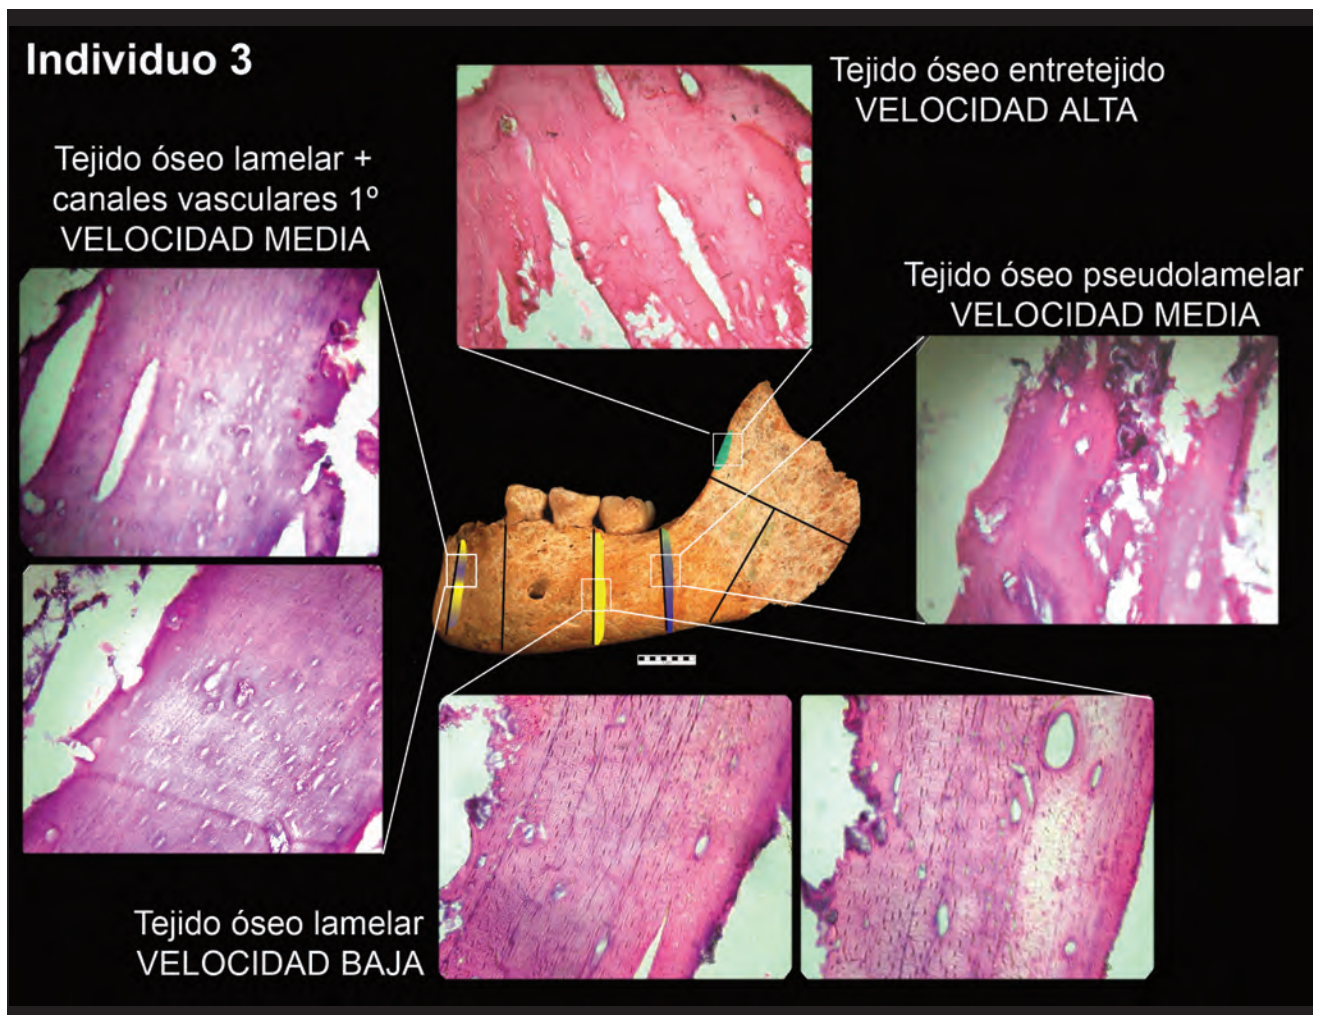 Individuo 3
Tejido óseo entretejido
VELOCIDAD ALTA
Tejido óseo lamelar +
canales vasculares 1º
VELOCIDAD MEDIA
Tejido óseo pseudolamelar
VELOCIDAD MEDIA
Tejido óseo lamelar
VELOCIDAD BAJA